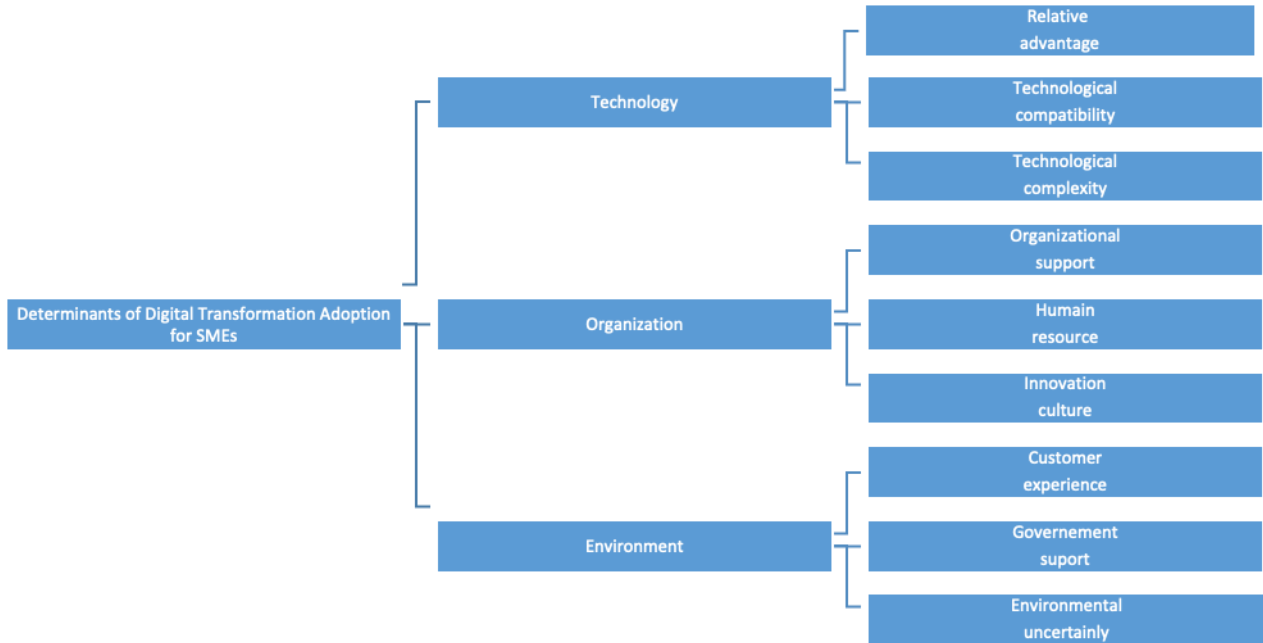 Relative
advantage
Technology
Technological
compatibility
Technological
complexity
Organizational
support
Determinants of Digital Transformation Adoption
for SMEs
Organization
Human
resource
Innovation
culture
Customer
experience
Environment
Governement
suport
Environmental
uncertainly